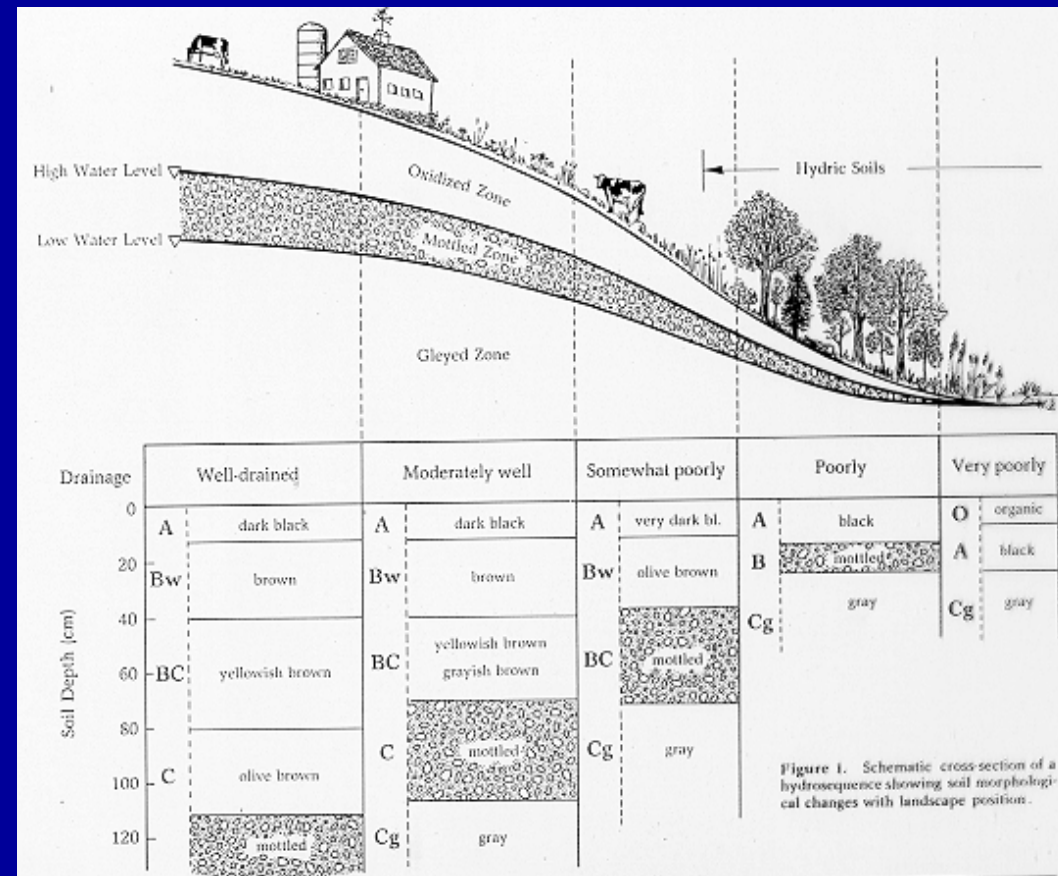 High Water Level
Low Water Level
Oxidized Zone
Mottled Zone
Gleyed Zone
Hydric Soils
Drainage
Well-drained
Moderately well
Somewhat poorly
Poorly
Very poorly
Soil Depth (cm)
0
20
40
60
80
100
120
A
dark black
Bw
brown
BC
yellowish brown
C
olive brown
mottled
A
dark black
Bw
brown
BC
yellowish brown
grayish brown
C
mottled
Cg
gray
A
very dark bl.
Bw
olive brown
BC
mottled
Cg
gray
A
black
B
mottled
Cg
gray
O
organic
A
black
Cg
gray
Figure 1. Schematic cross-section of a
hydrosequence showing soil morphologi-
cal changes with landscape position.